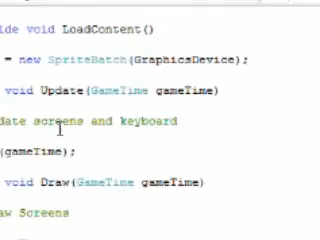 ide void LoadContent()
= new SpriteBatch(GraphicsDevice);
void Update(GameTime gameTime)
date screens and keyboard
(gameTime);
void Draw(GameTime gameTime)
aw Screens